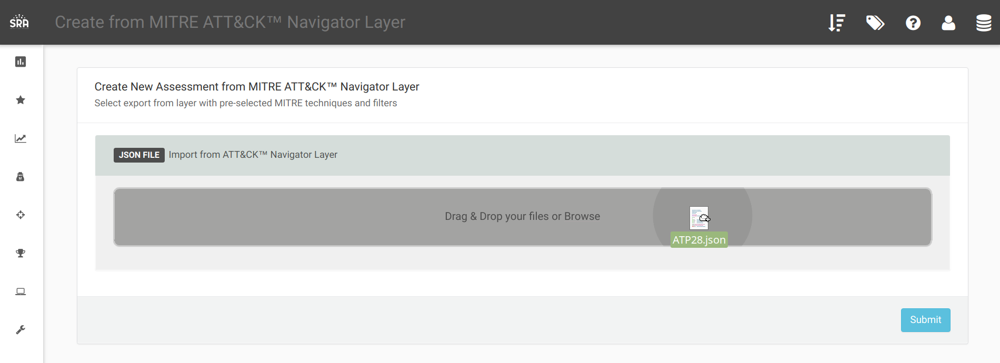 SRA
Create from MITRE ATT&CK™ Navigator Layer
Create New Assessment from MITRE ATT&CK™ Navigator Layer
Select export from layer with pre-selected MITRE techniques and filters
JSON FILE Import from ATT&CK™ Navigator Layer
Drag & Drop your files or Browse
ATP28.json
Submit